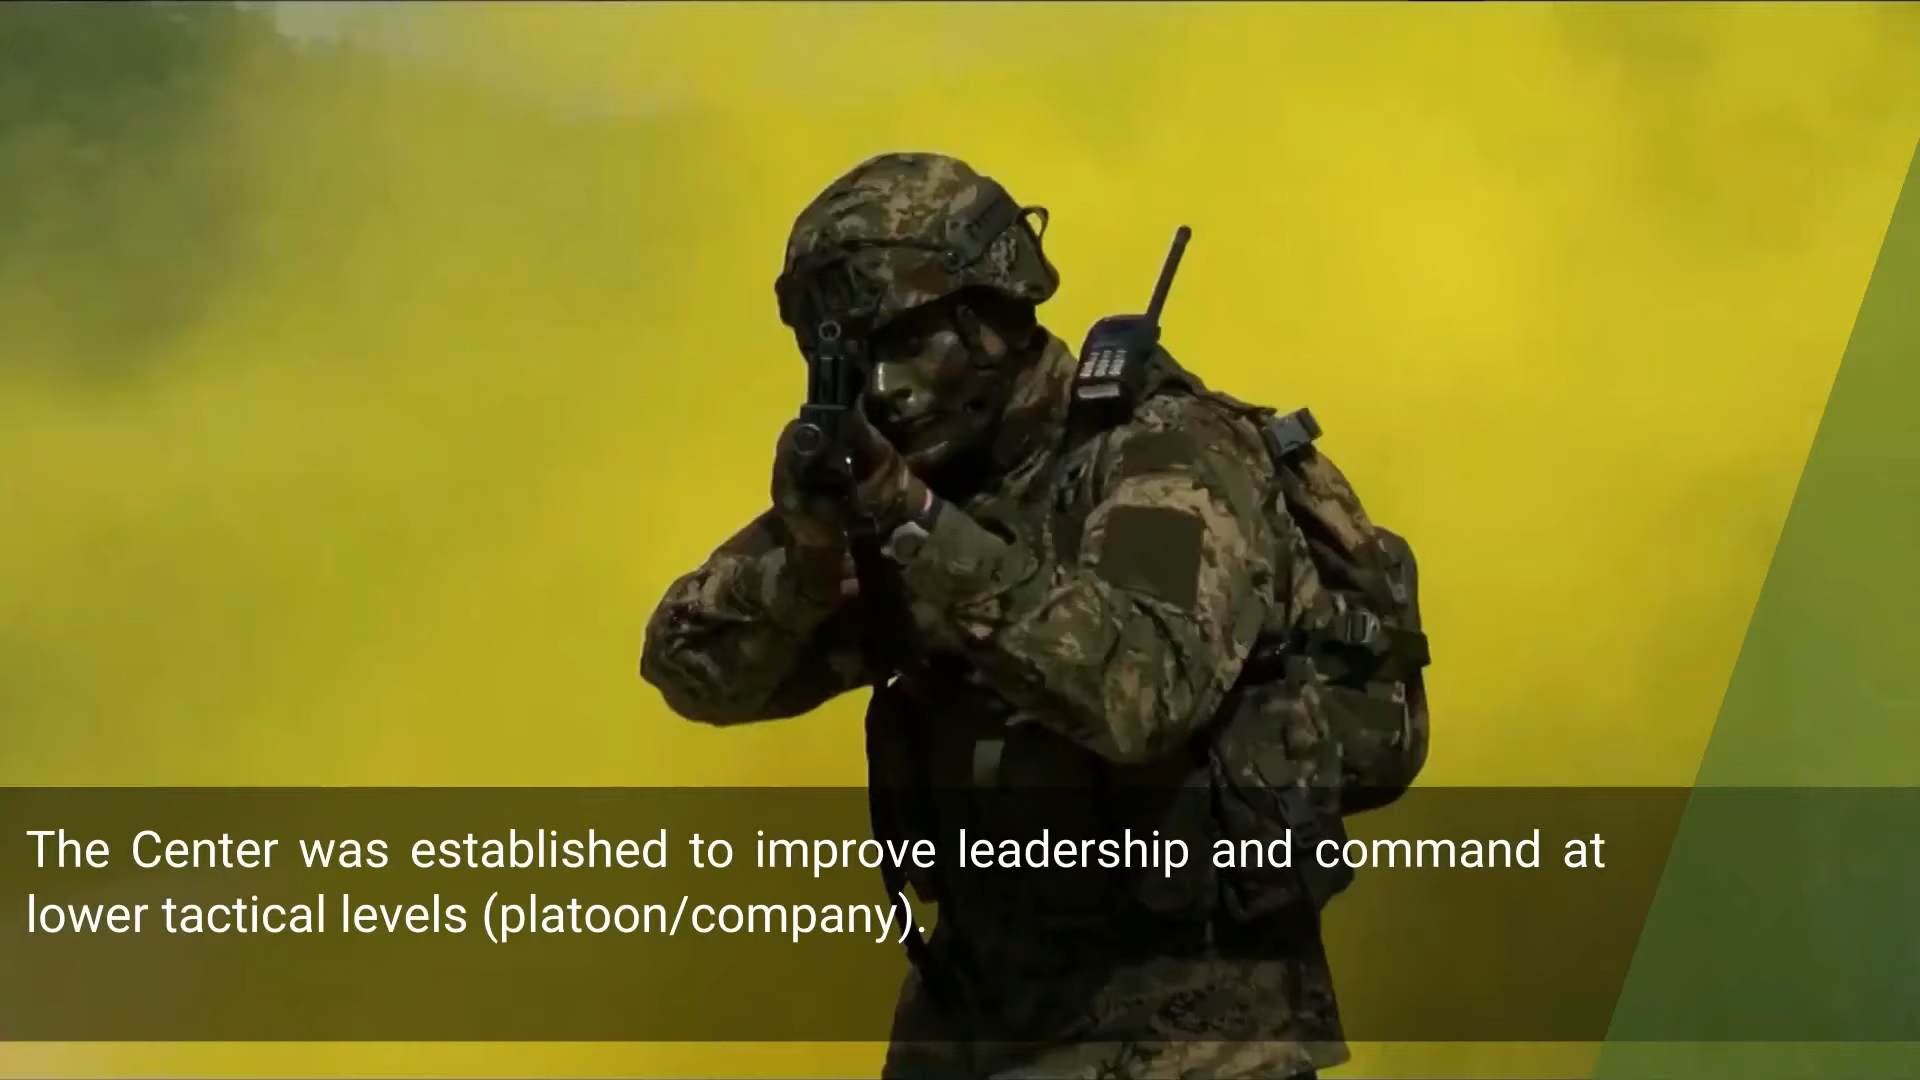 The Center was established to improve leadership and command at
lower tactical levels (platoon/company).